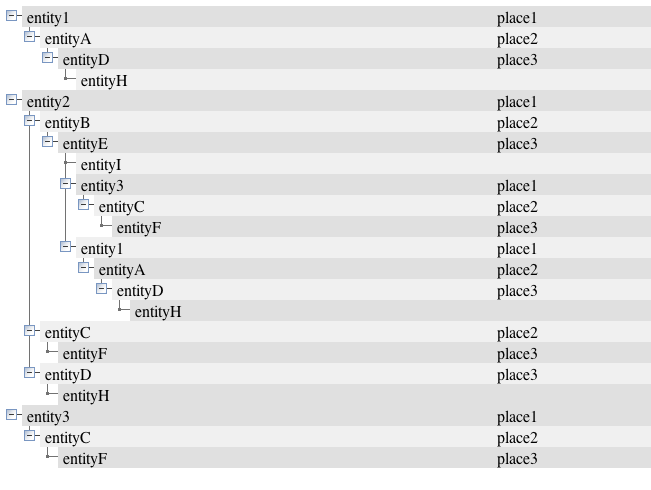 entity1 place1
entityA place2
entityD place3
entityH
entity2 place1
entityB place2
entityE place3
entityI
entity3 place1
entityC place2
entityF place3
entity1 place1
entityA place2
entityD place3
entityH
entityC place2
entityF place3
entityD place3
entityH
entity3 place1
entityC place2
entityF place3